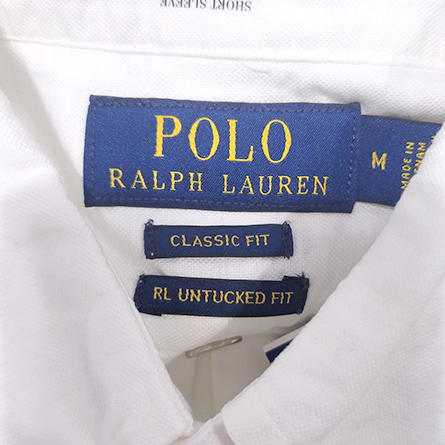 SHORT SLEEVE
POLO
RALPH LAUREN
M
MADE IN
CLASSIC FIT
RL UNTUCKED FIT